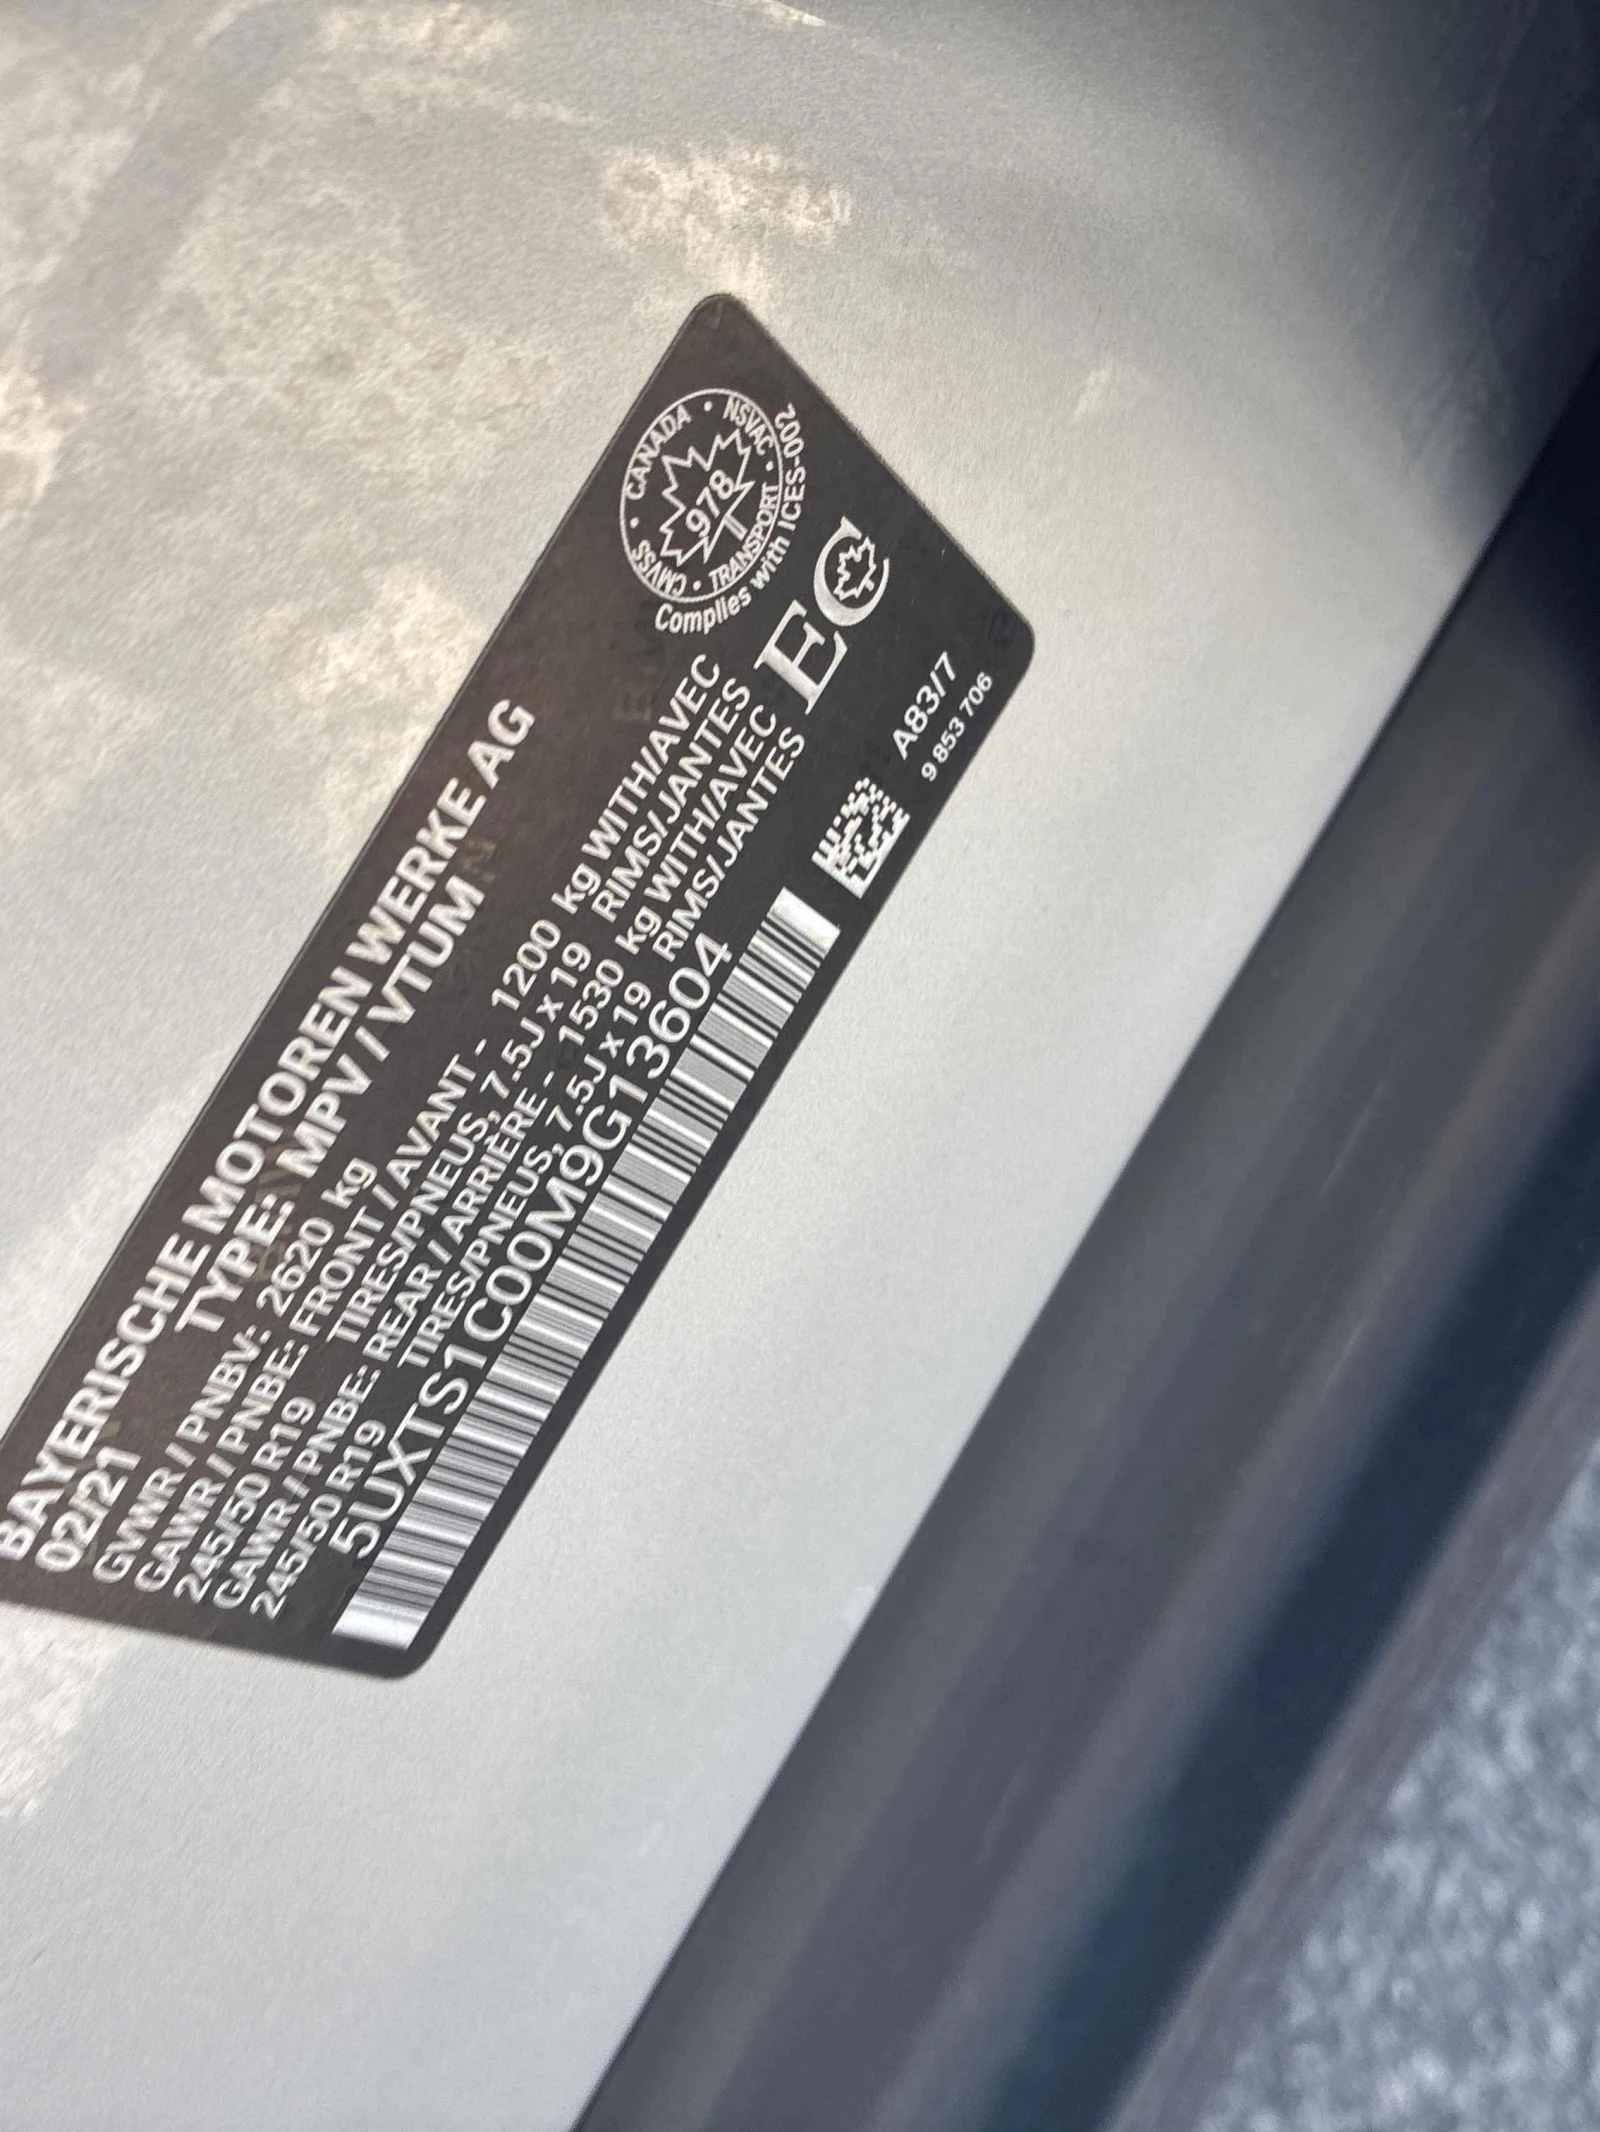 BAYERISCHE MOTOREN WERKE AG
02/21 TYPE: MPV / VTUM
GVWR / PNBV: 2620 kg
GAWR / PNBE: FRONT / AVANT - 1200 kg WITH/AVEC
245/50 R19 TIRES/PNEUS, 7.5J x 19 RIMS/JANTES
GAWR / PNBE: REAR / ARRIÈRE - 1530 kg WITH/AVEC
245/50 R19 TIRES/PNEUS, 7.5J x 19 RIMS/JANTES
5UXTS1C00M9G13604
CANADA • NSVAC • TRANSPORT • CMVSS •
978
Complies with ICES-002
EC
A83/7
9 853 706